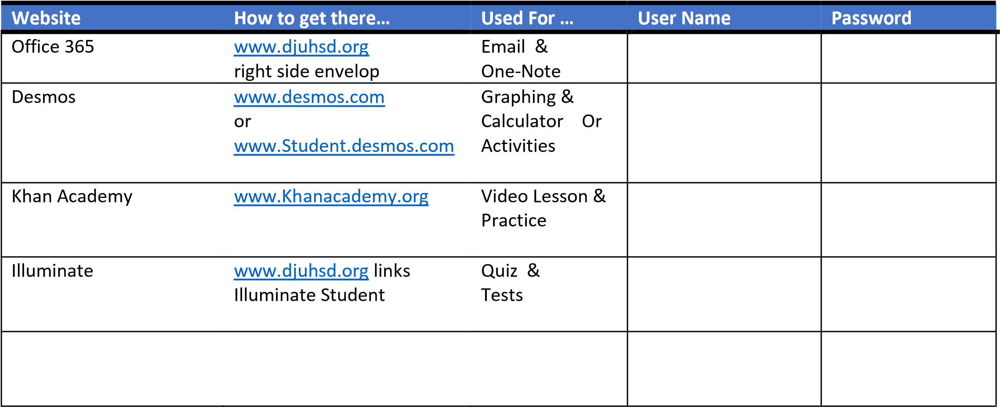 Website How to get there... Used For ... User Name Password
Office 365 www.djuhsd.org Email & 
right side envelop One-Note
Desmos www.desmos.com Graphing &
or Calculator Or
www.Student.desmos.com Activities
Khan Academy www.Khanacademy.org Video Lesson &
Practice
Illuminate www.djuhsd.org links Quiz &
Illuminate Student Tests